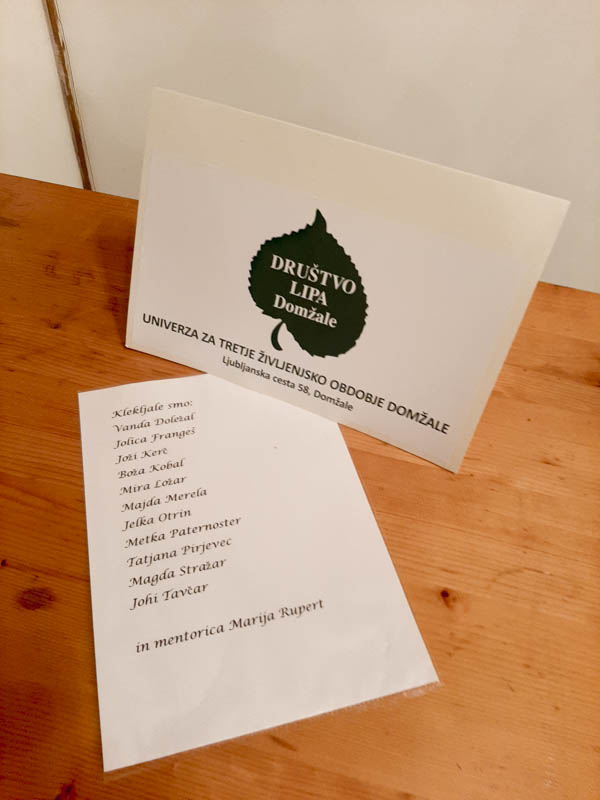 DRUŠTVO
LIPA
Domžale
UNIVERZA ZA TRETJE ŽIVLJENJSKO OBDOBJE DOMŽALE
Ljubljanska cesta 58, Domžale
Klekljale smo:
Vanda Doležal
Jolica Frangeš
Joži Kerč
Boža Kobal
Mira Ložar
Majda Merela
Jelka Otrin
Metka Paternoster
Tatjana Pirjevec
Magda Stražar
Johi Tavčar
in mentorica Marija Rupert